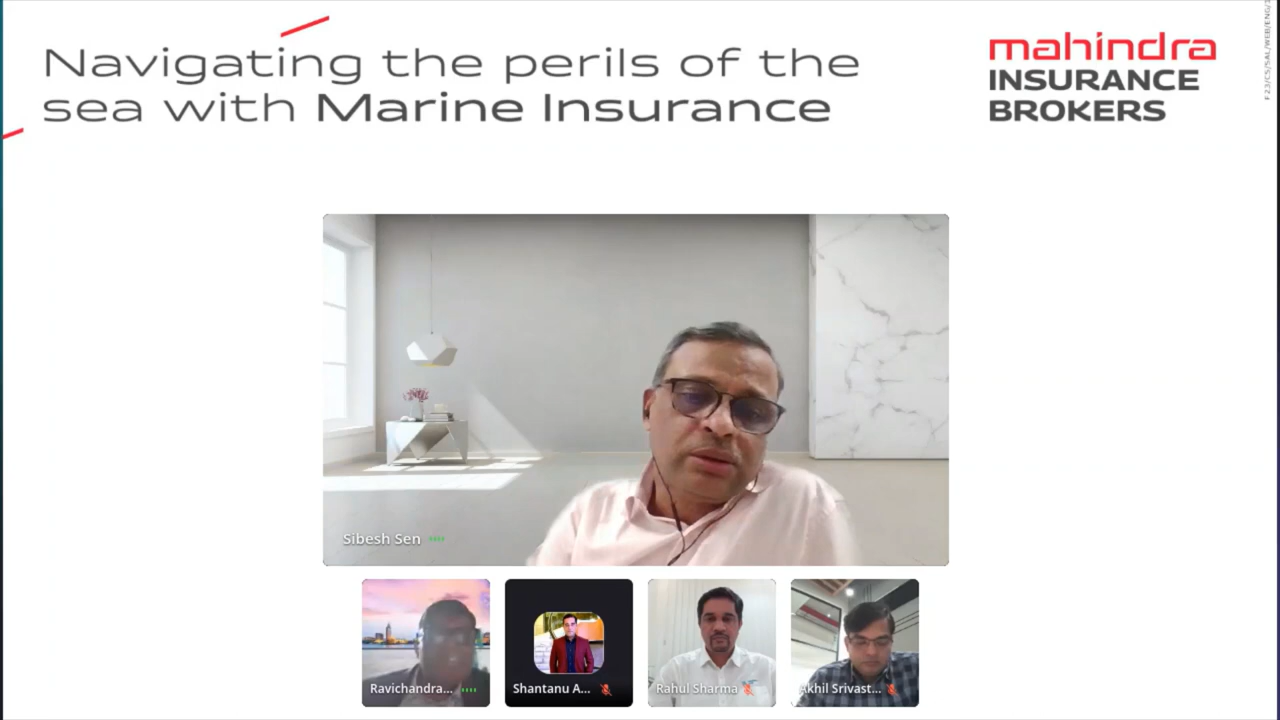 Navigating the perils of the
sea with Marine Insurance
mahindra
INSURANCE
BROKERS
Sibesh Sen
Ravichandra...
Shantanu A...
Rahul Sharma
Akhil Srivast...